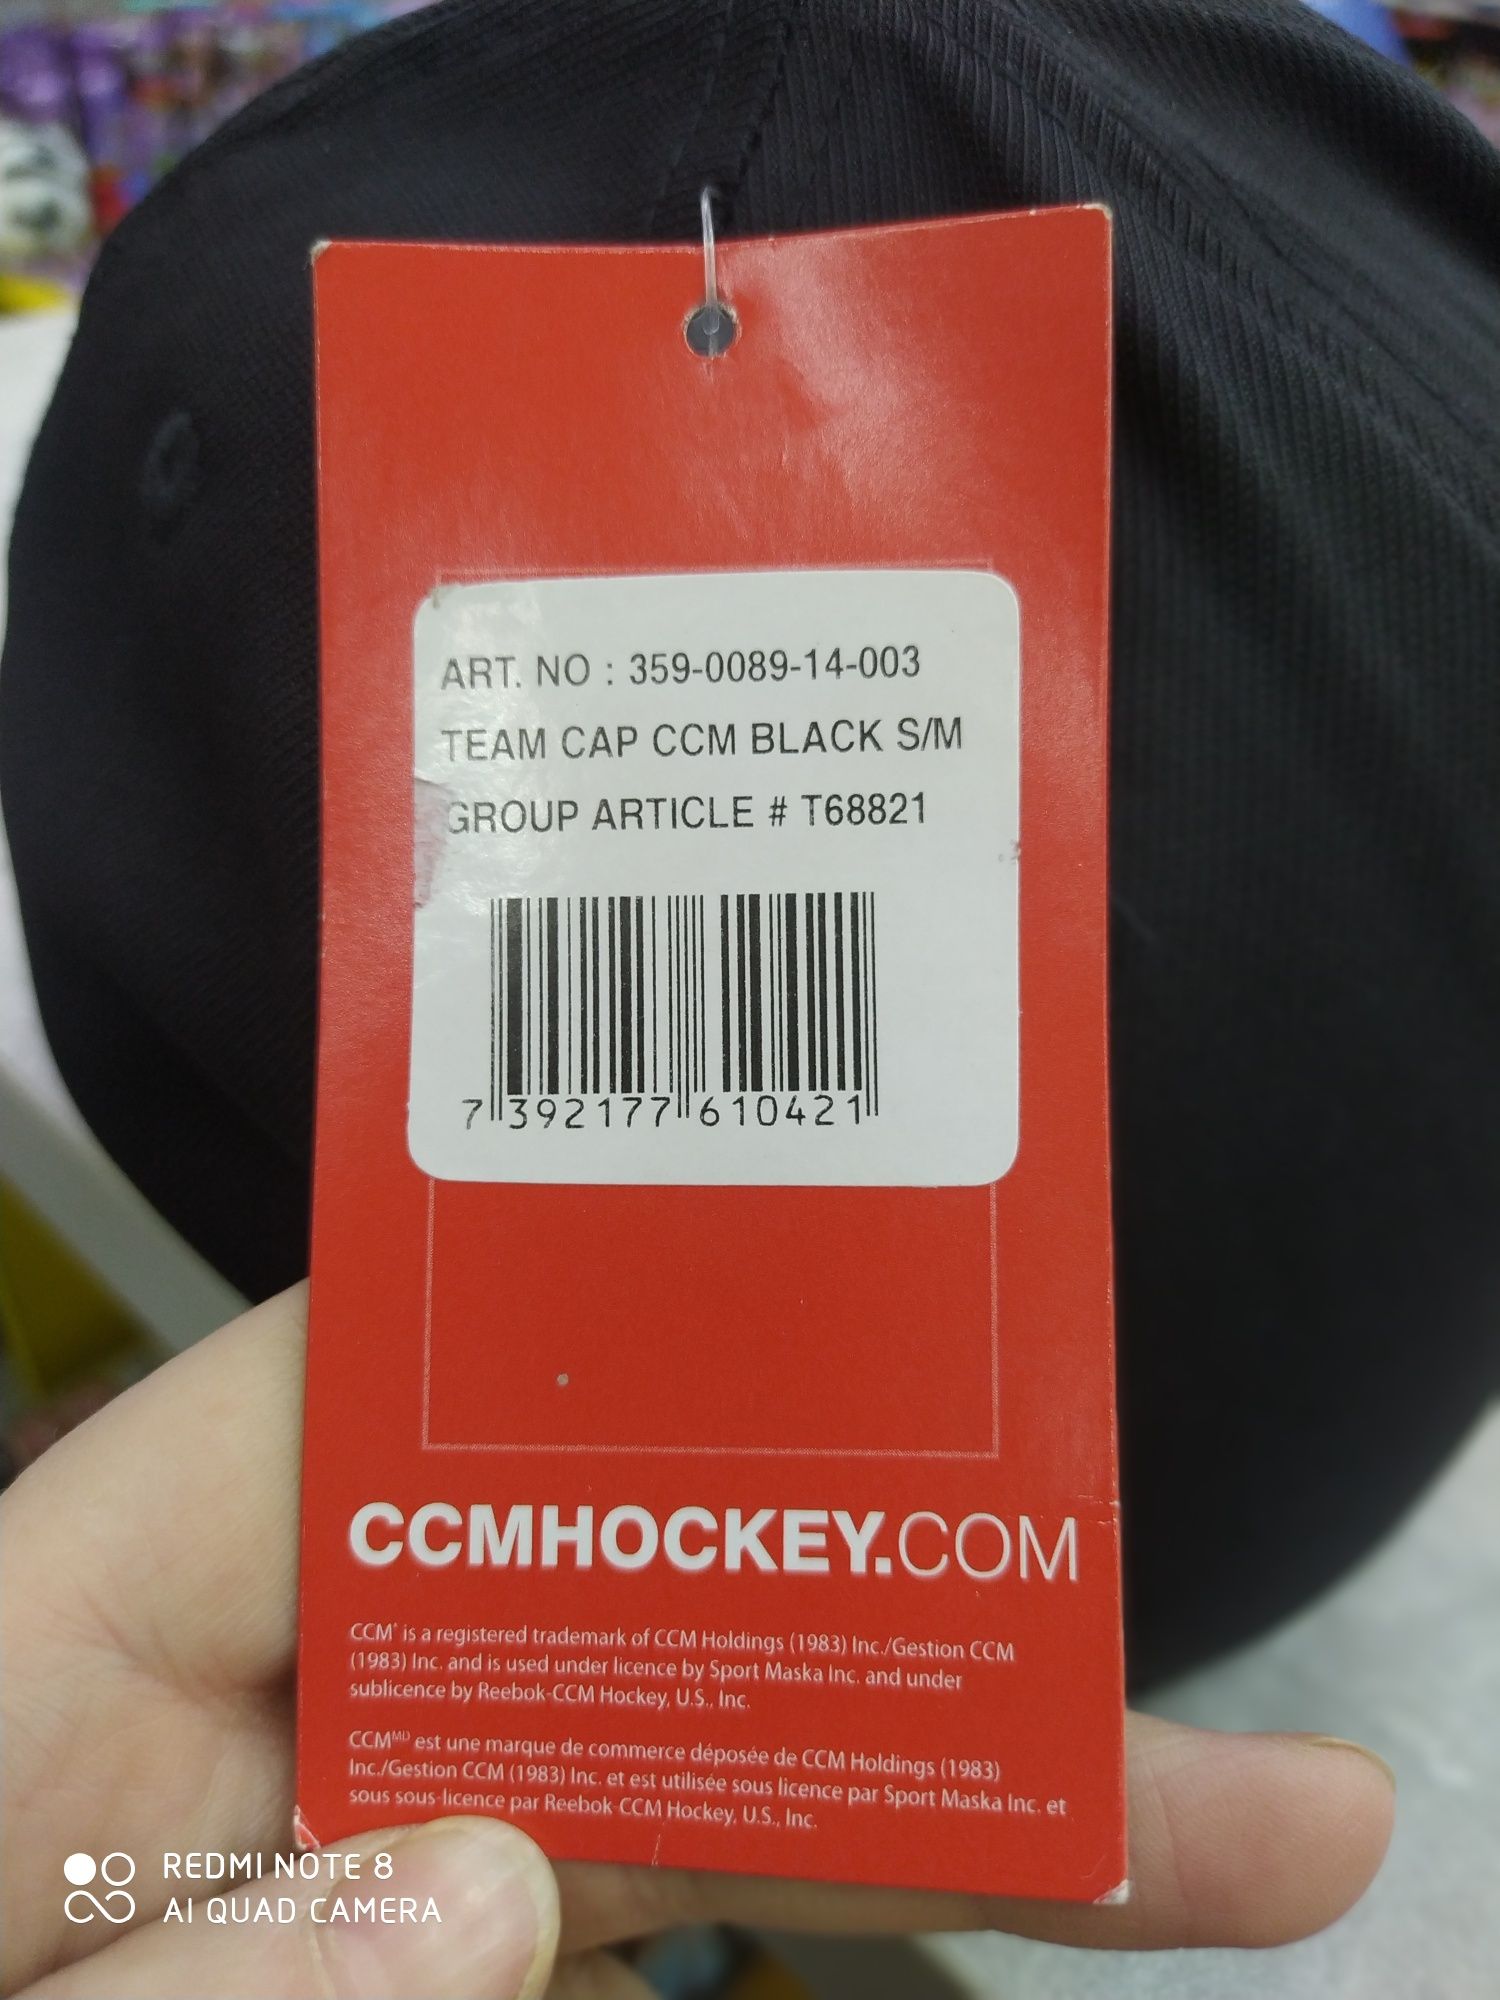 ART. NO : 359-0089-14-003
TEAM CAP CCM BLACK S/M
GROUP ARTICLE # T68821
7 392177 610421
CCMHOCKEY.COM
CCM* is a registered trademark of CCM Holdings (1983) Inc./Gestion CCM
(1983) Inc. and is used under licence by Sport Maska Inc. and under
sublicence by Reebok-CCM Hockey, U.S., Inc.
CCMMD est une marque de commerce déposée de CCM Holdings (1983)
Inc./Gestion CCM (1983) Inc. et est utilisée sous licence par Sport Maska Inc. et
sous sous-licence par Reebok-CCM Hockey, U.S., Inc.
REDMI NOTE 8
AI QUAD CAMERA